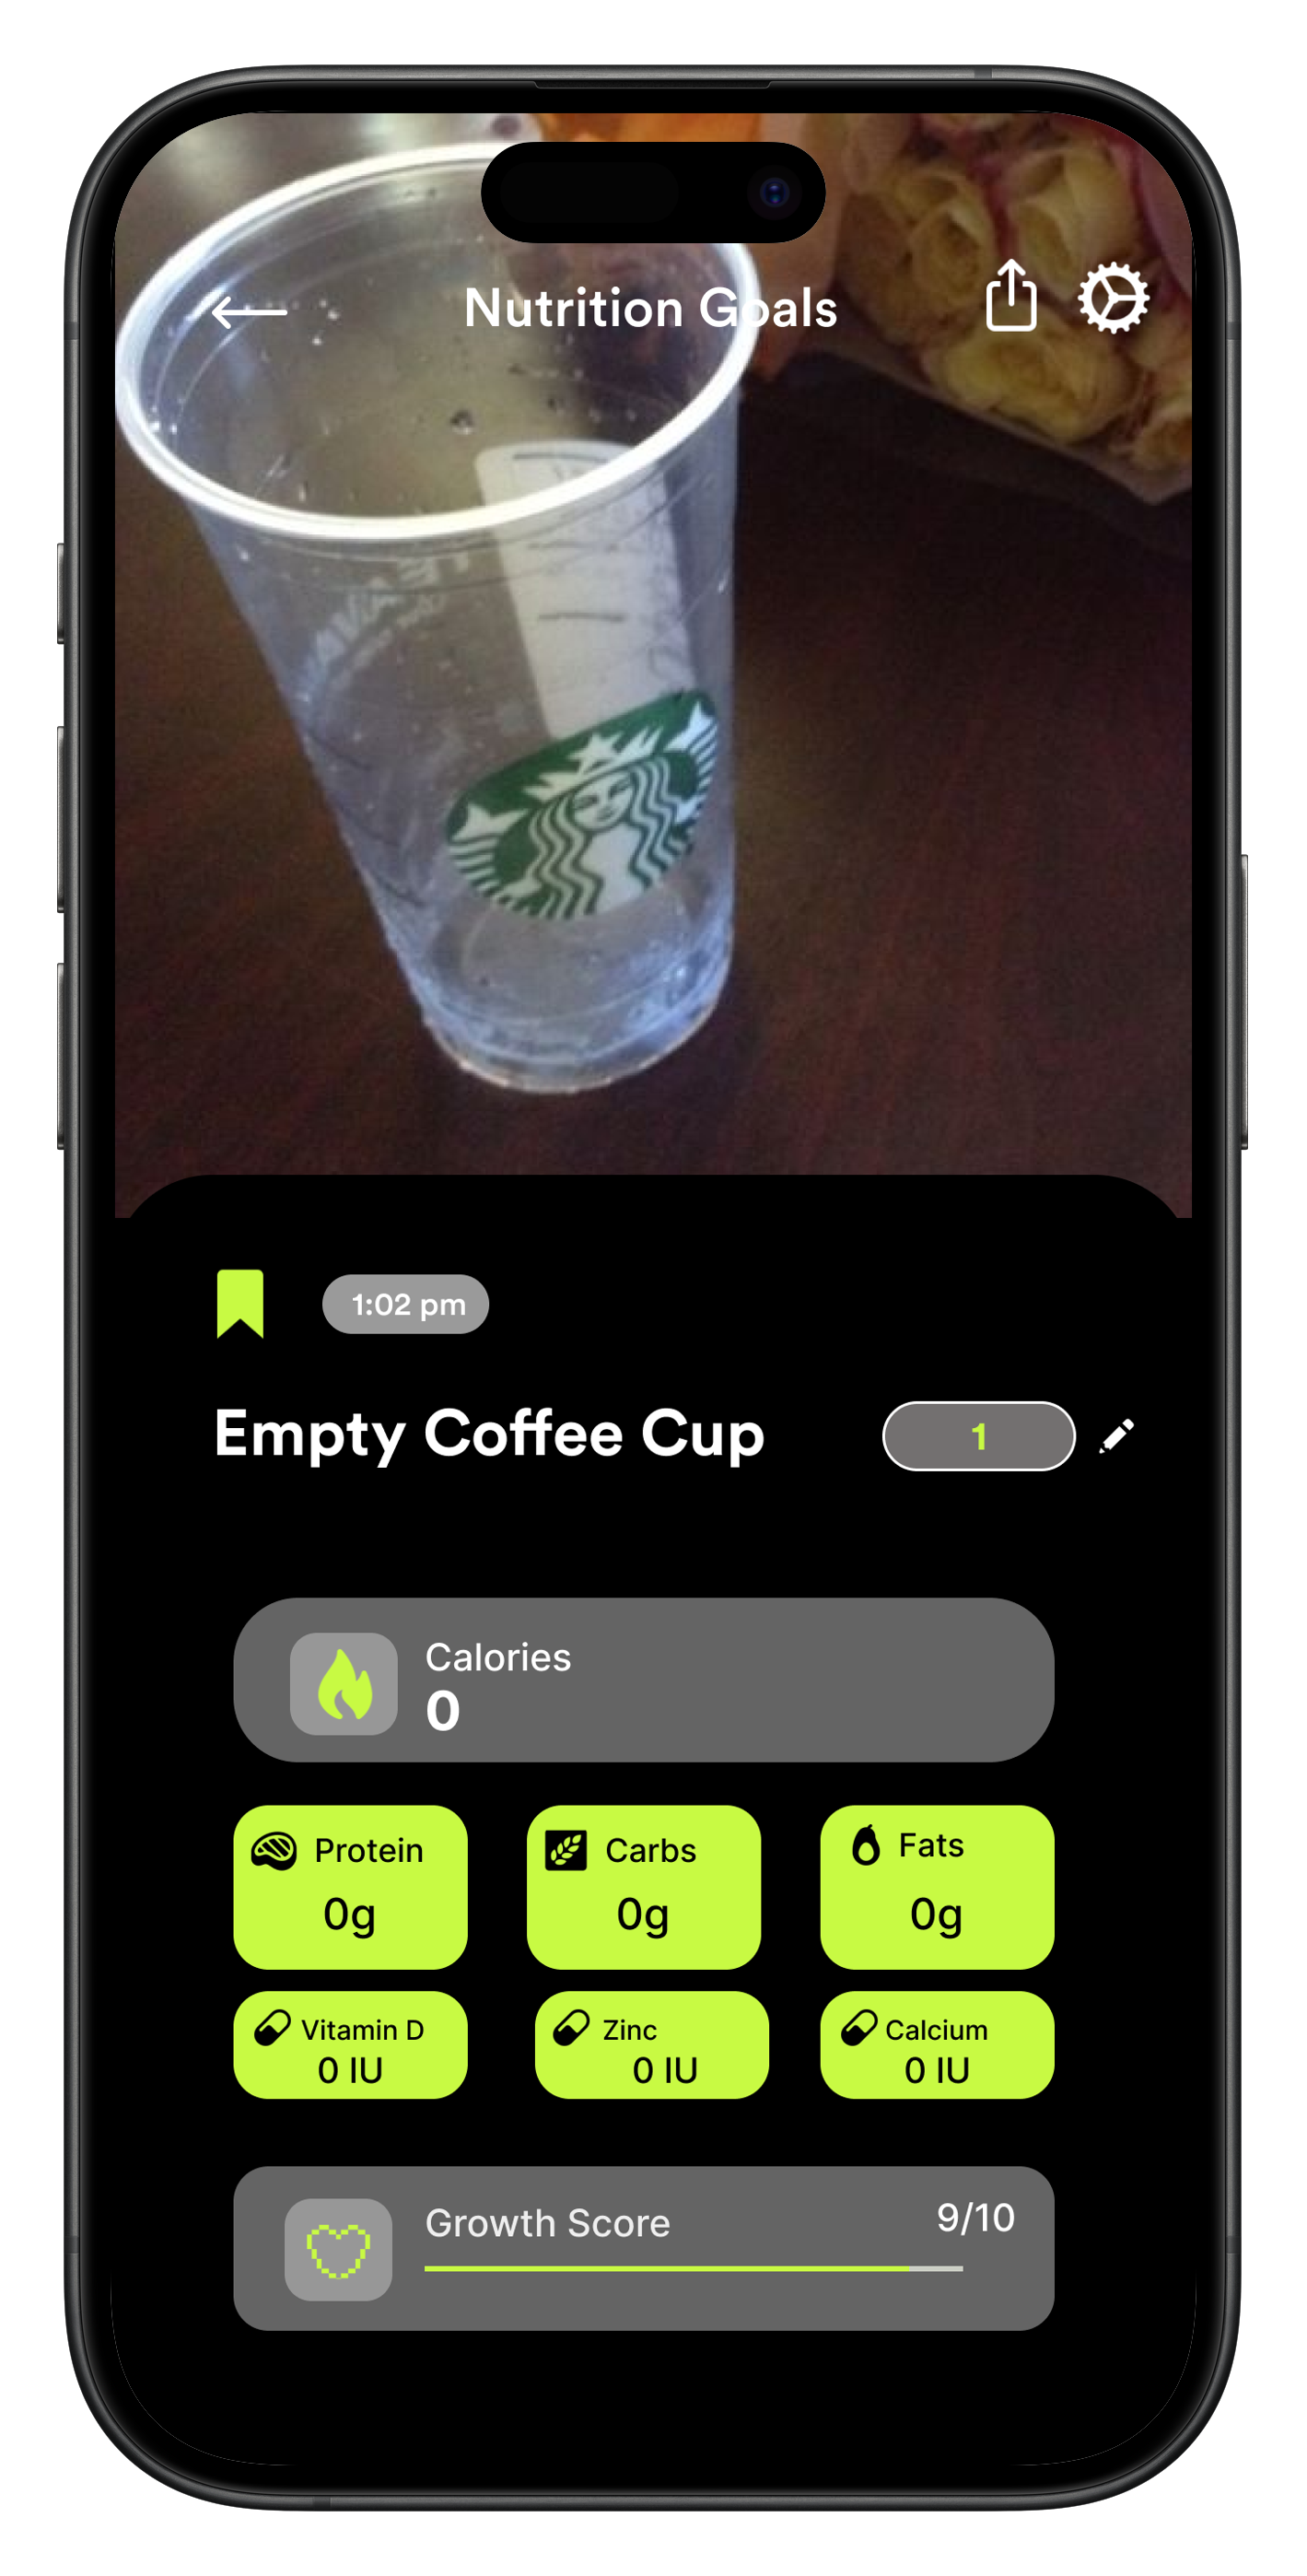 Nutrition Goals
1:02 pm
Empty Coffee Cup
1
Calories
0
Protein
Carbs
Fats
0g
0g
0g
Vitamin D
Zinc
Calcium
0 IU
0 IU
0 IU
Growth Score
9/10